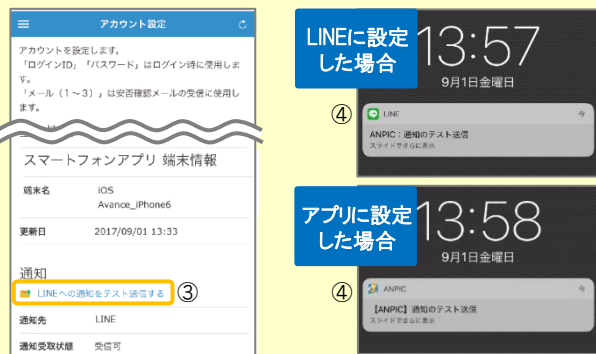 アカウント設定
アカウントを設定します。
「ログインID」「パスワード」はログイン時に使用しま
す。
「メール（1～3）」は安否確認メールの受信に使用し
ます。
スマートフォンアプリ 端末情報
端末名 iOS
Avance_iPhone6
更新日 2017/09/01 13:33
通知
LINEへの通知をテスト送信する ③
通知先 LINE
通知受取状態 受信可
LINEに設定
した場合
13:57
9月1日金曜日
④
LINE 今
ANPIC：通知のテスト送信
スライドでさらに表示
アプリに設定
した場合
13:58
9月1日金曜日
④
ANPIC 今
【ANPIC】通知のテスト送信
スライドでさらに表示